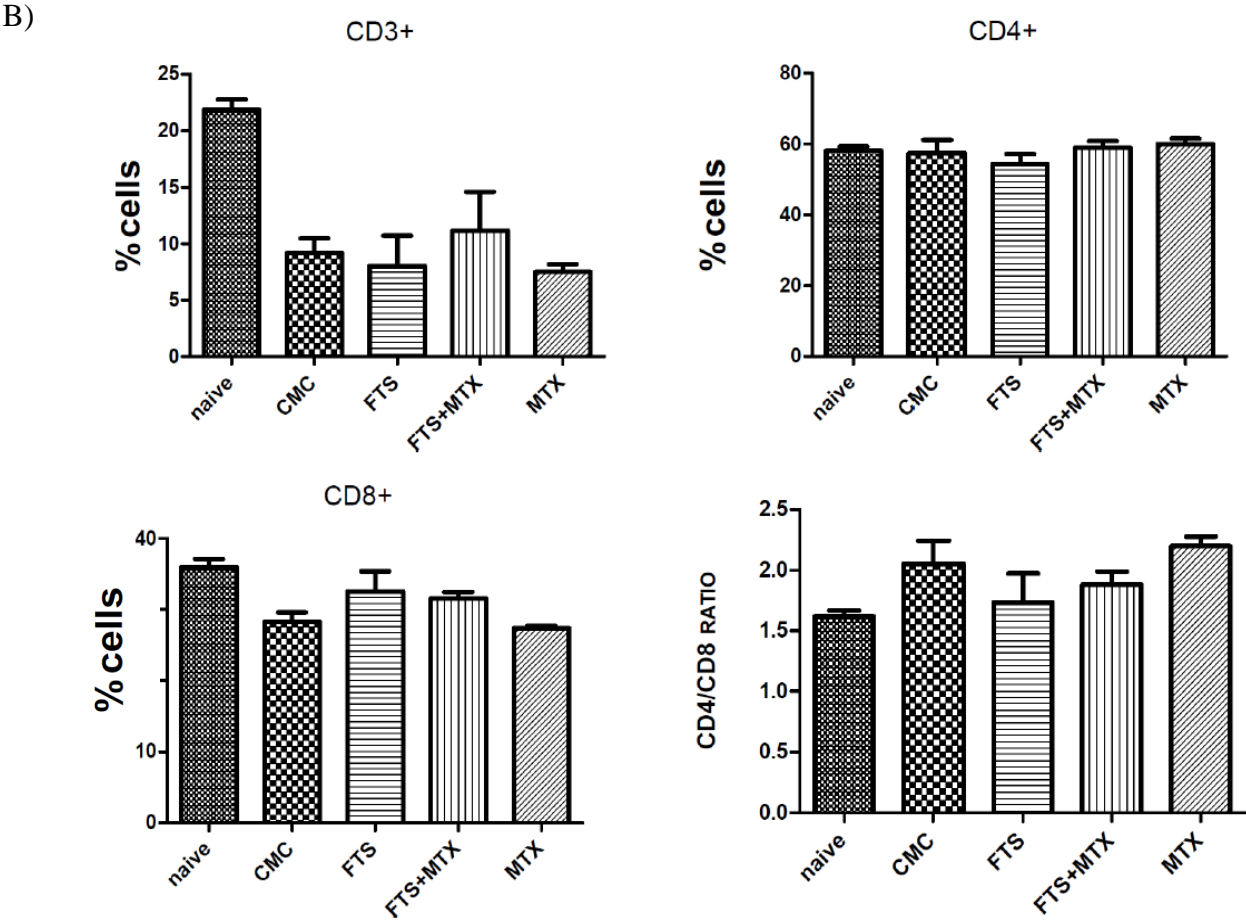 B)
CD3+
25
20
15
10
5
0
% cells
naive
CMC
FTS
FTS+MTX
MTX
CD4+
80
60
40
20
0
% cells
naive
CMC
FTS
FTS+MTX
MTX
CD8+
40
10
0
% cells
naive
CMC
FTS
FTS+MTX
MTX
2.5
2.0
1.5
1.0
0.5
0.0
CD4/CD8 RATIO
naive
CMC
FTS
FTS+MTX
MTX